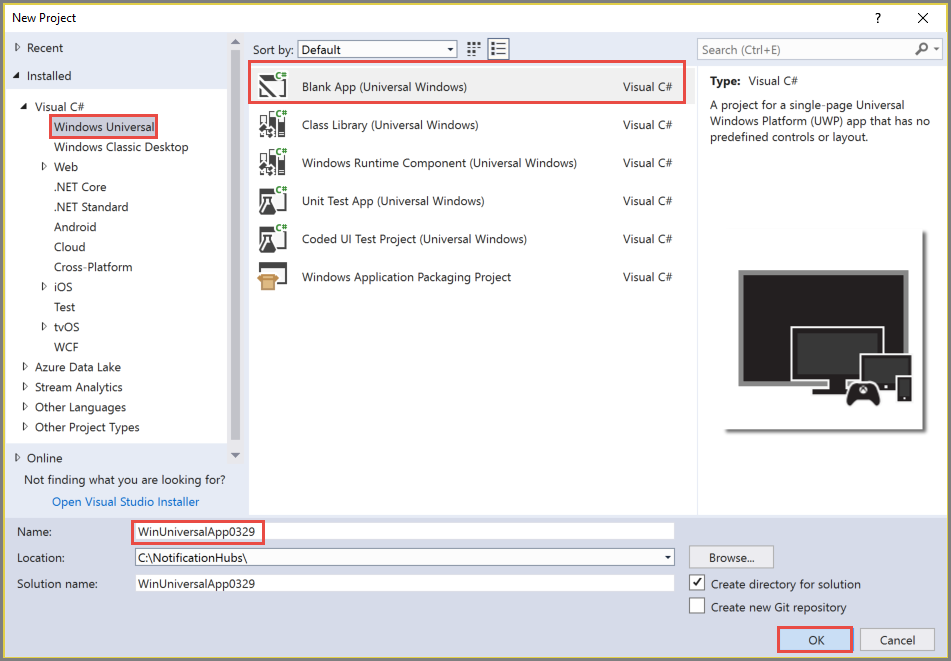 New Project
?
Recent
Installed
Visual C#
Windows Universal
Windows Classic Desktop
Web
.NET Core
.NET Standard
Android
Cloud
Cross-Platform
iOS
Test
tvOS
WCF
Azure Data Lake
Stream Analytics
Other Languages
Other Project Types
Online
Not finding what you are looking for?
Open Visual Studio Installer
Sort by: Default
C# Blank App (Universal Windows) Visual C#
C# Class Library (Universal Windows) Visual C#
C# Windows Runtime Component (Universal Windows) Visual C#
C# Unit Test App (Universal Windows) Visual C#
C# Coded UI Test Project (Universal Windows) Visual C#
Windows Application Packaging Project Visual C#
Search (Ctrl+E)
Type: Visual C#
A project for a single-page Universal
Windows Platform (UWP) app that has no
predefined controls or layout.
Name: WinUniversalApp0329
Location: C:\NotificationHubs\ Browse...
Solution name: WinUniversalApp0329
Create directory for solution
Create new Git repository
OK Cancel